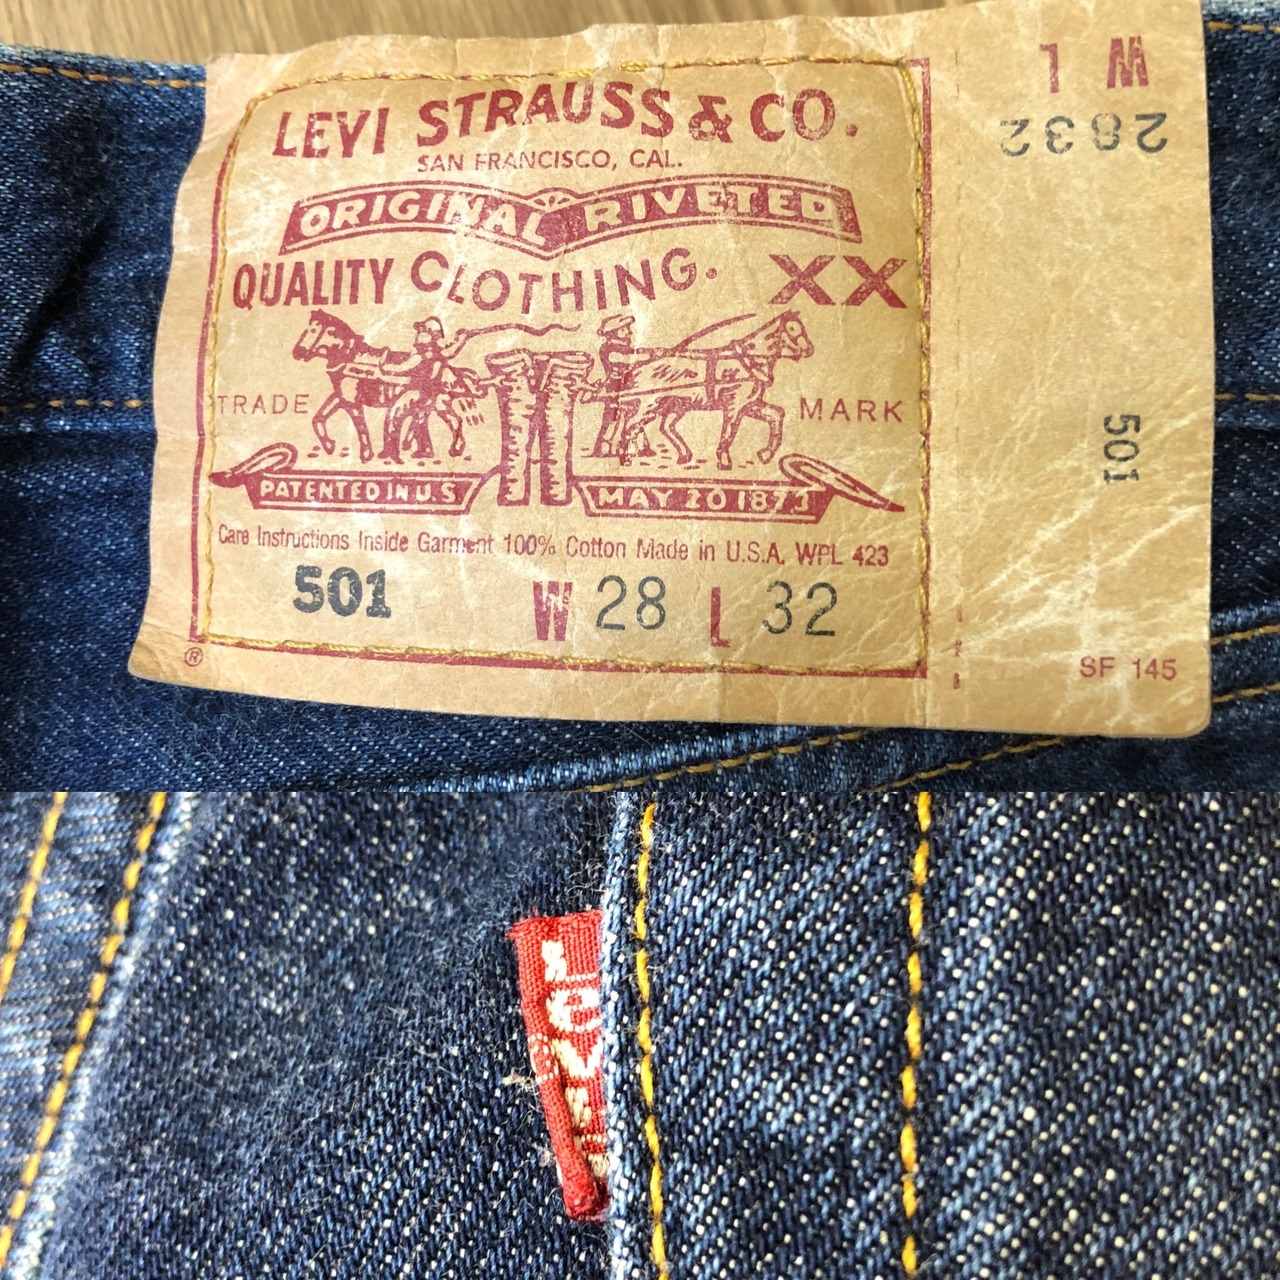 LEVI STRAUSS & CO.
SAN FRANCISCO, CAL.
ORIGINAL RIVETED
QUALITY CLOTHING. XX
TRADE MARK
PATENTED IN U.S MAY 20 1873
Care Instructions Inside Garment 100% Cotton Made in U.S.A. WPL 423
501 W 28 L 32
®
L W
2832
501
SF 145
LEVI'S